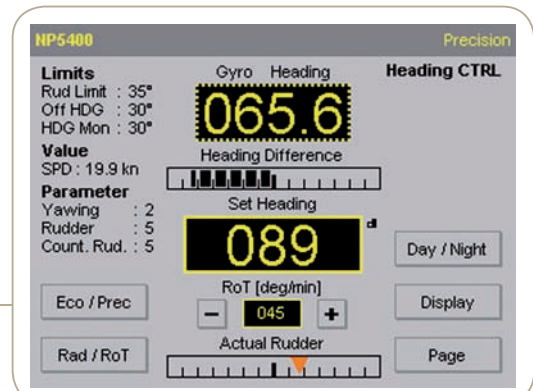 NP5400 Precision
Limits
Rud Limit : 35°
Off HDG : 30°
HDG Mon : 30°
Value
SPD : 19.9 kn
Parameter
Yawing : 2
Rudder : 5
Count. Rud. : 5
Eco / Prec
Rad / RoT
Gyro Heading
065.6
Heading Difference
Set Heading
089
RoT [deg/min]
− 045 +
Actual Rudder
Heading CTRL
Day / Night
Display
Page